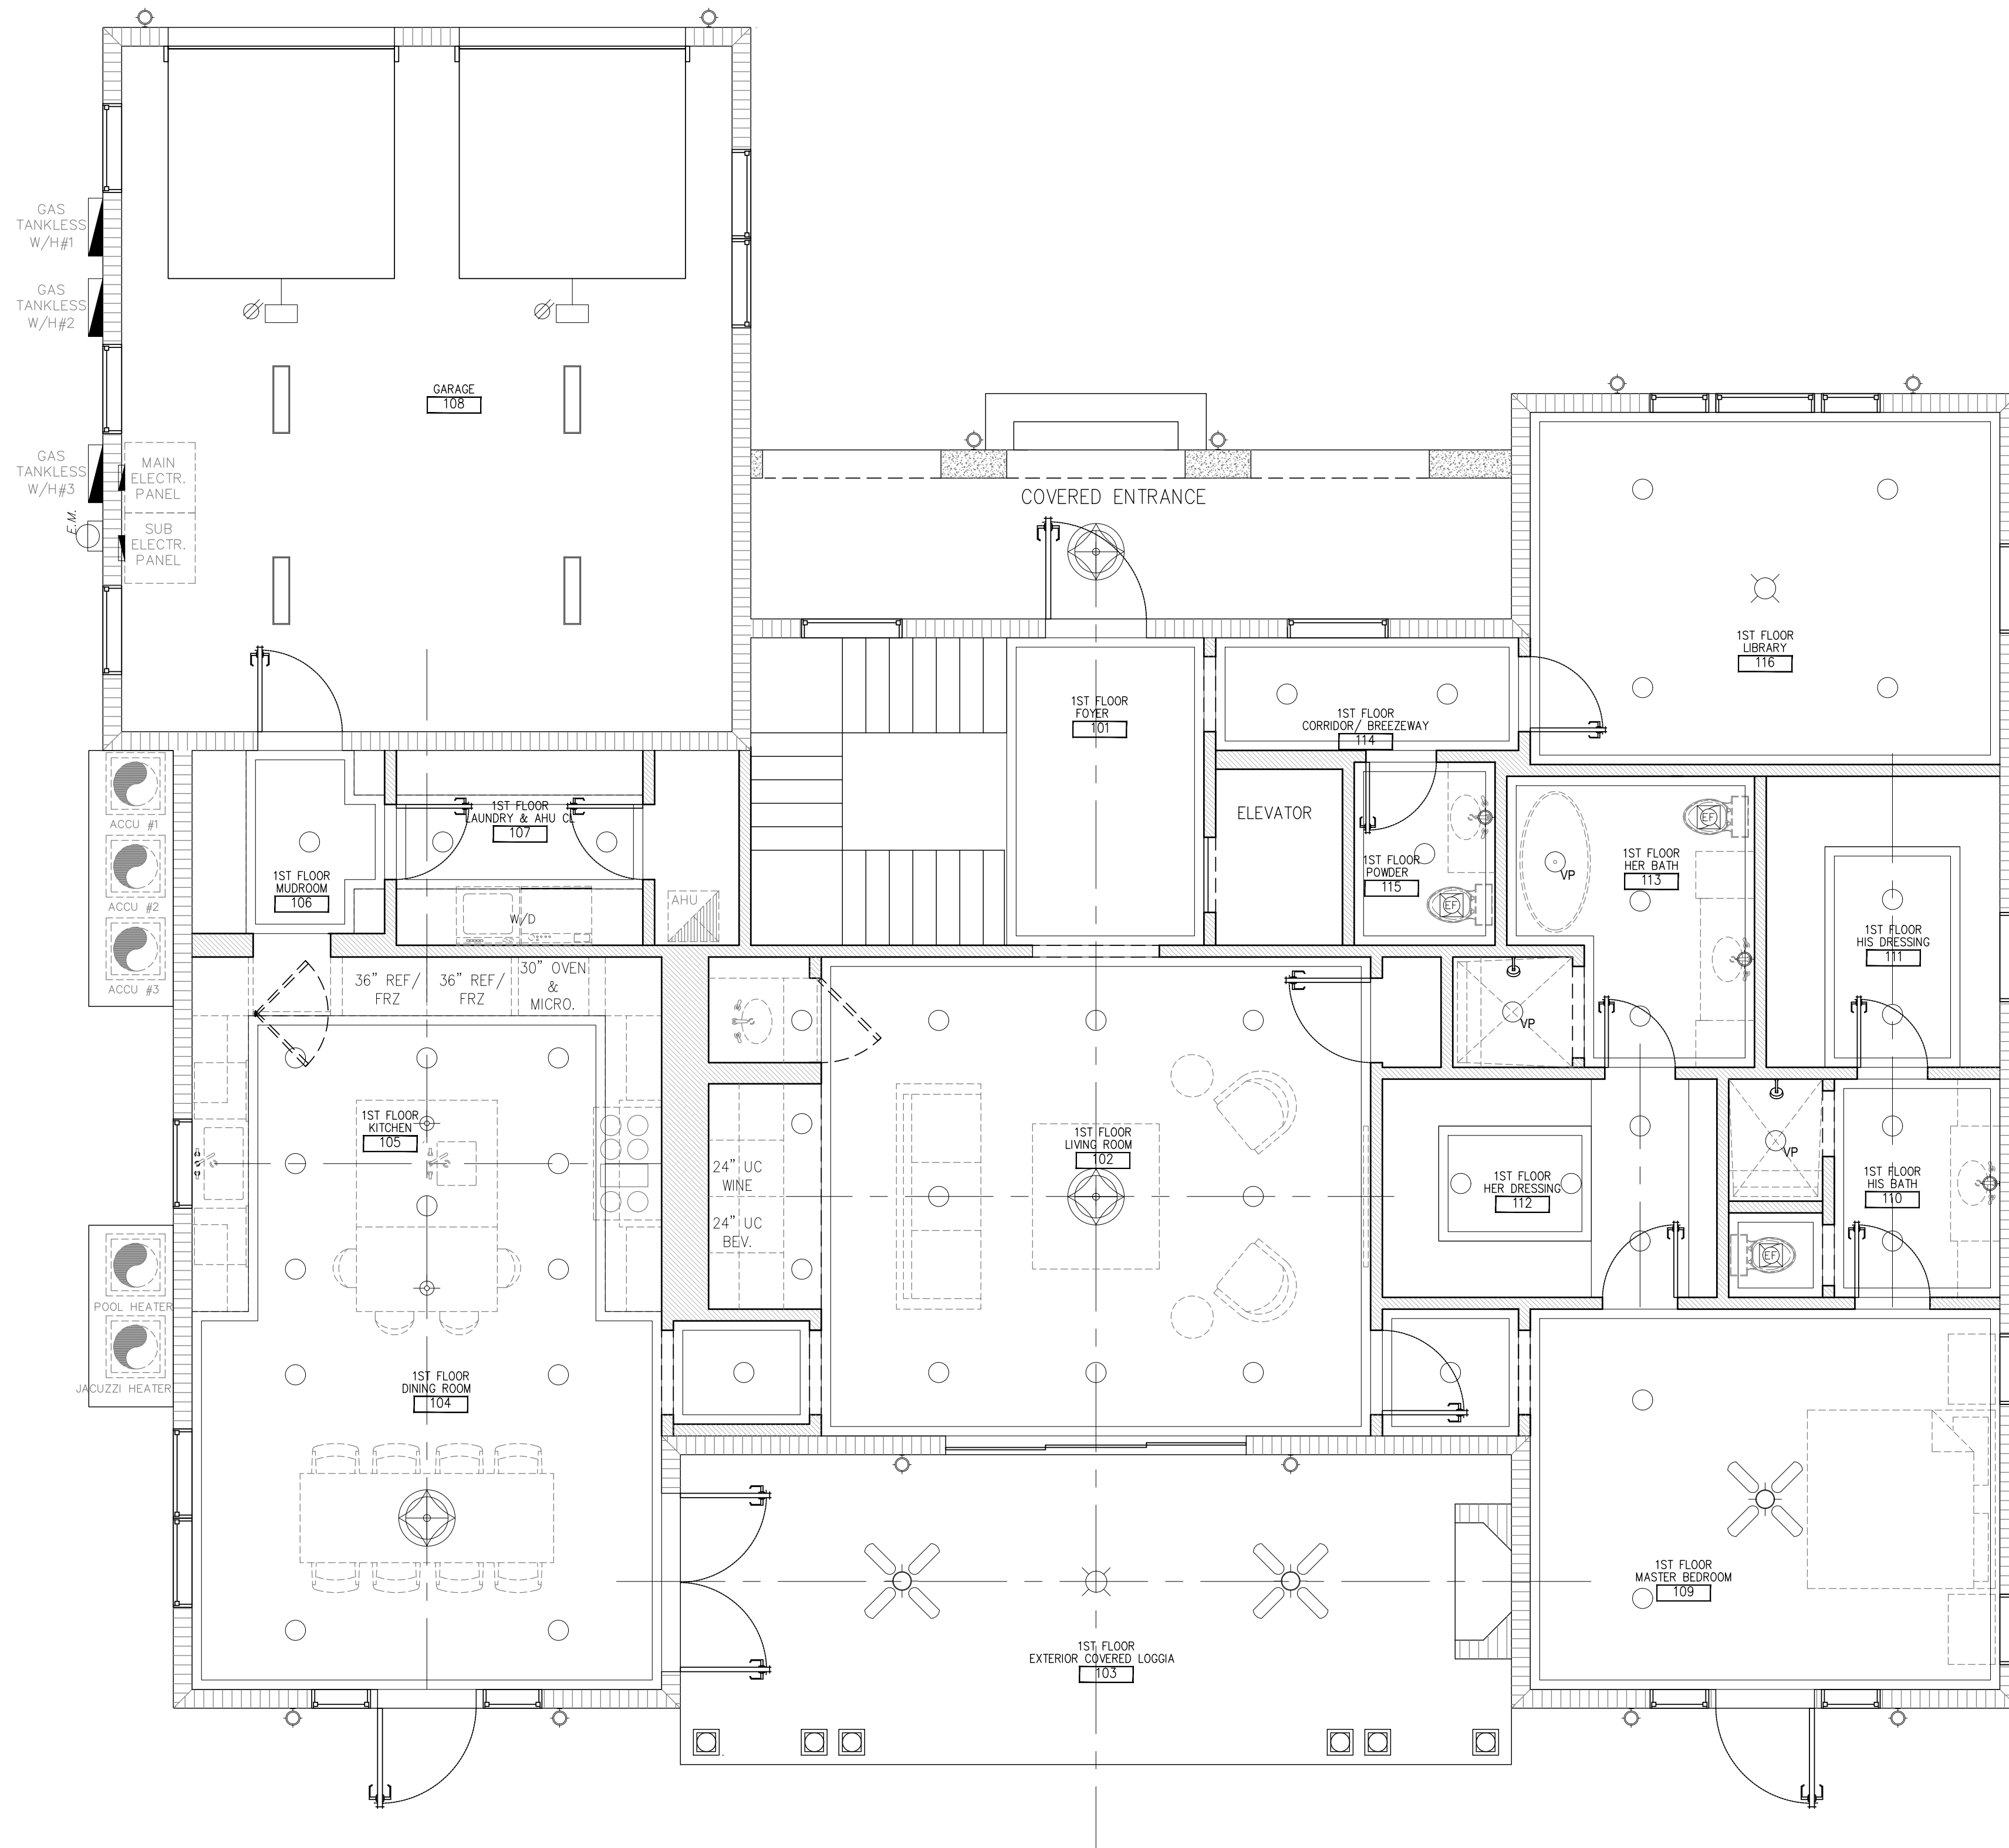 GAS
TANKLESS
W/H#1
GAS
TANKLESS
W/H#2
GARAGE
108
GAS
TANKLESS
W/H#3
MAIN
ELECTR.
PANEL
E.M.
SUB
ELECTR.
PANEL
COVERED ENTRANCE
1ST FLOOR
LIBRARY
116
1ST FLOOR
FOYER
101
1ST FLOOR
CORRIDOR/ BREEZEWAY
114
ACCU #1
1ST FLOOR
LAUNDRY & AHU CL
107
ELEVATOR
EF
1ST FLOOR
MUDROOM
106
1ST FLOOR
POWDER
115
EF
1ST FLOOR
HER BATH
113
VP
ACCU #2
W/D
AHU
1ST FLOOR
HIS DRESSING
111
ACCU #3
36" REF/
FRZ
36" REF/
FRZ
30" OVEN
&
MICRO.
VP
1ST FLOOR
KITCHEN
105
1ST FLOOR
LIVING ROOM
102
VP
24" UC
WINE
24" UC
BEV.
1ST FLOOR
HER DRESSING
112
1ST FLOOR
HIS BATH
110
EF
POOL HEATER
JACUZZI HEATER
1ST FLOOR
DINING ROOM
104
1ST FLOOR
MASTER BEDROOM
109
1ST FLOOR
EXTERIOR COVERED LOGGIA
103